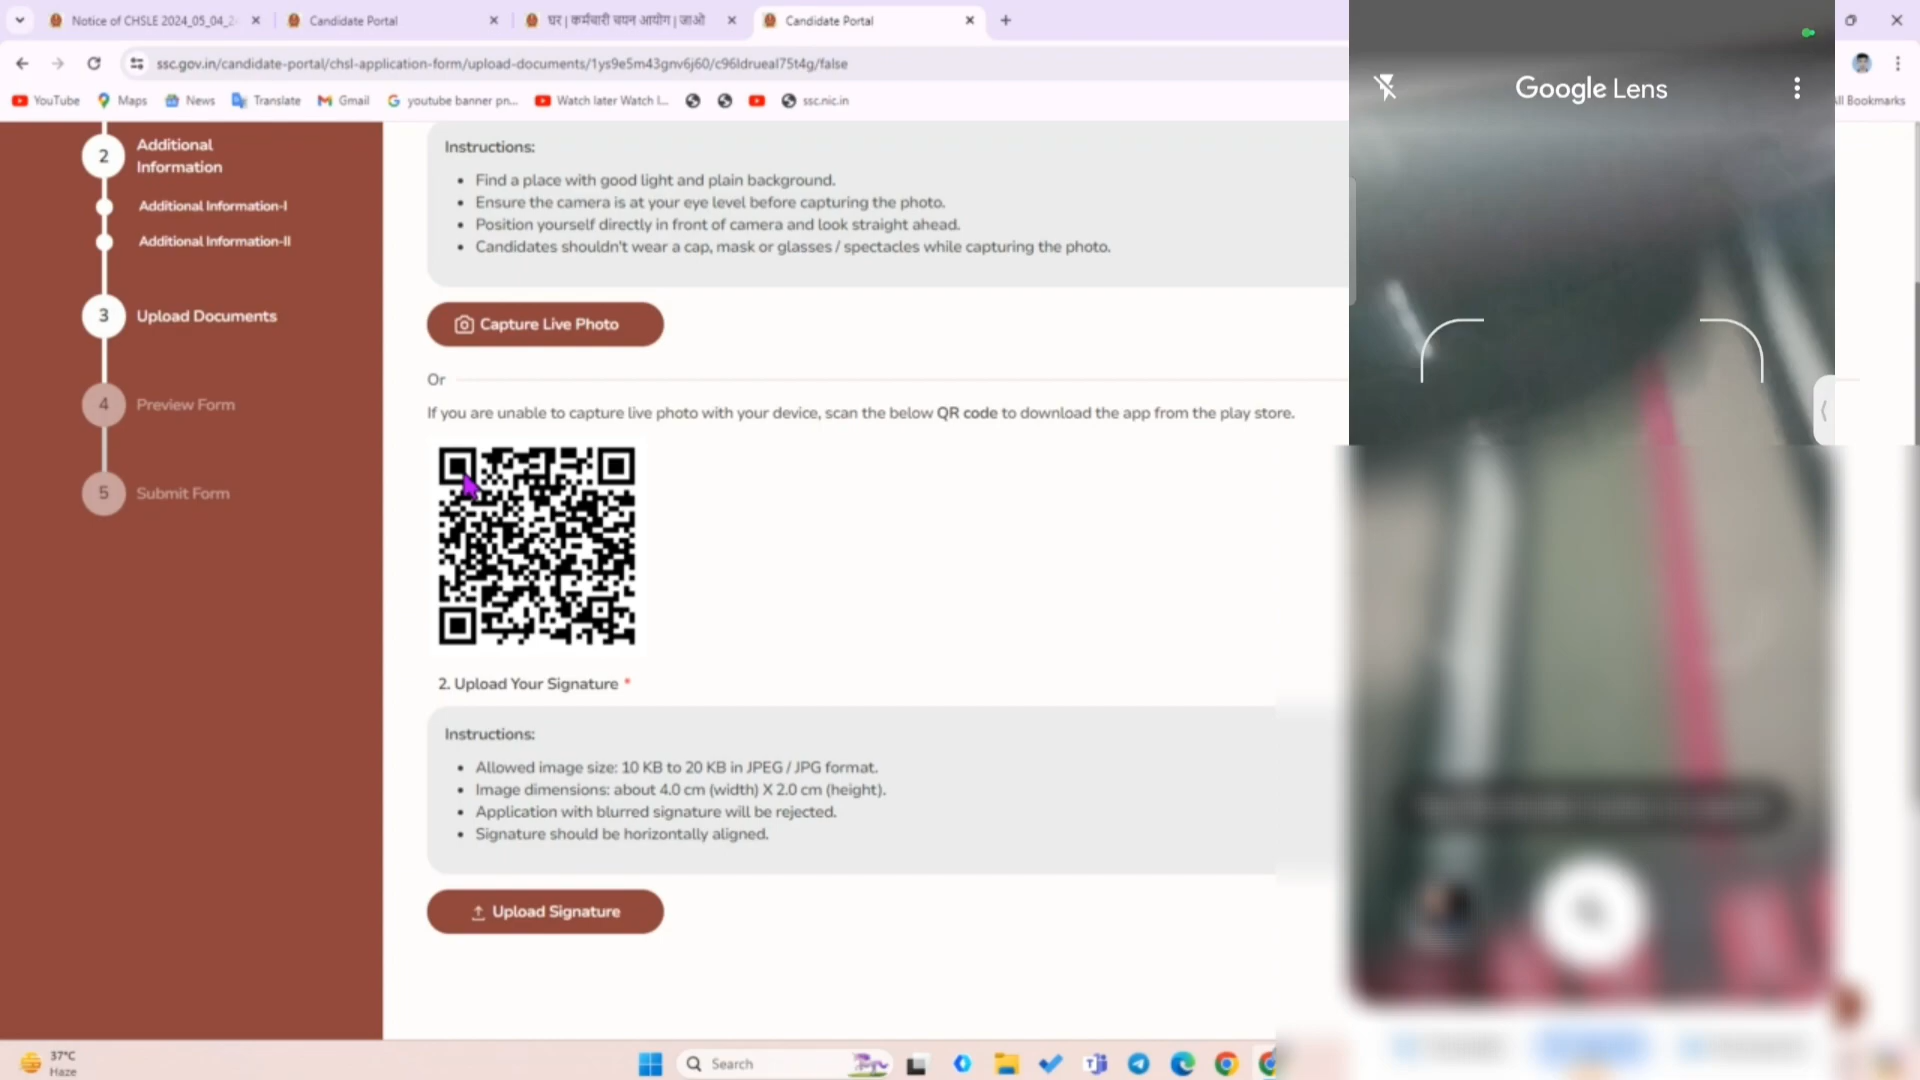 Notice of CHSLE 2024_05_04_2
Candidate Portal
घर | कर्मचारी चयन आयोग | जाओ
Candidate Portal
ssc.gov.in/candidate-portal/chsl-application-form/upload-documents/1ys9e5m43gnv6j60/c96ldrueal75t4g/false
YouTube
Maps
News
Translate
Gmail
youtube banner pn...
Watch later Watch l...
ssc.nic.in
All Bookmarks
Google Lens
2
Additional
Information
Additional Information-I
Additional Information-II
3
Upload Documents
4
Preview Form
5
Submit Form
Instructions:
• Find a place with good light and plain background.
• Ensure the camera is at your eye level before capturing the photo.
• Position yourself directly in front of camera and look straight ahead.
• Candidates shouldn't wear a cap, mask or glasses / spectacles while capturing the photo.
Capture Live Photo
Or
If you are unable to capture live photo with your device, scan the below QR code to download the app from the play store.
2. Upload Your Signature *
Instructions:
• Allowed image size: 10 KB to 20 KB in JPEG / JPG format.
• Image dimensions: about 4.0 cm (width) X 2.0 cm (height).
• Application with blurred signature will be rejected.
• Signature should be horizontally aligned.
Upload Signature
37°C
Haze
Search